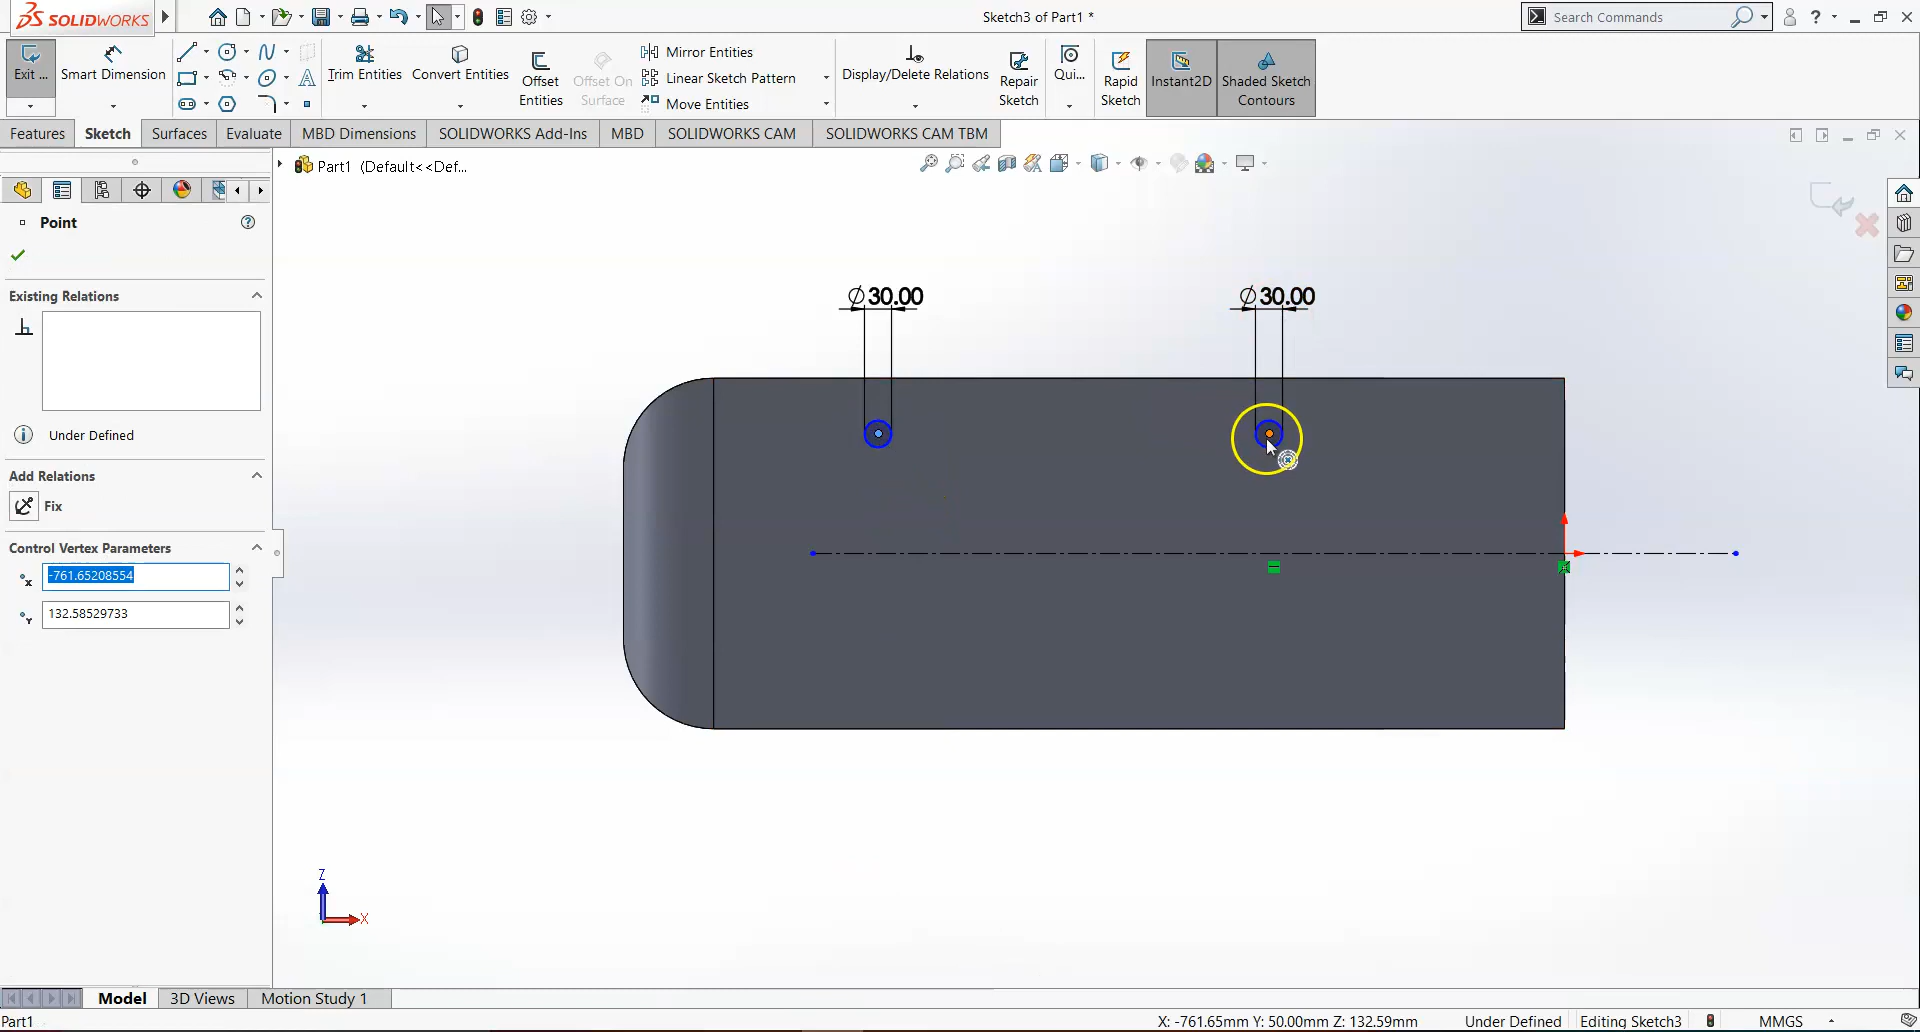 SOLIDWORKS
Sketch3 of Part1 *
Search Commands
Exit ...
Smart Dimension
Trim Entities
Convert Entities
Offset Entities
Offset On Surface
Mirror Entities
Linear Sketch Pattern
Move Entities
Display/Delete Relations
Repair Sketch
Qui...
Rapid Sketch
Instant2D
Shaded Sketch Contours
Features
Sketch
Surfaces
Evaluate
MBD Dimensions
SOLIDWORKS Add-Ins
MBD
SOLIDWORKS CAM
SOLIDWORKS CAM TBM
Part1 (Default<<Def...
Point
Existing Relations
Under Defined
Add Relations
Fix
Control Vertex Parameters
X
-761.65208554
Y
132.58529733
∅30.00
∅30.00
Z
X
Model
3D Views
Motion Study 1
Part1
X: -761.65mm Y: 50.00mm Z: 132.59mm
Under Defined
Editing Sketch3
MMGS